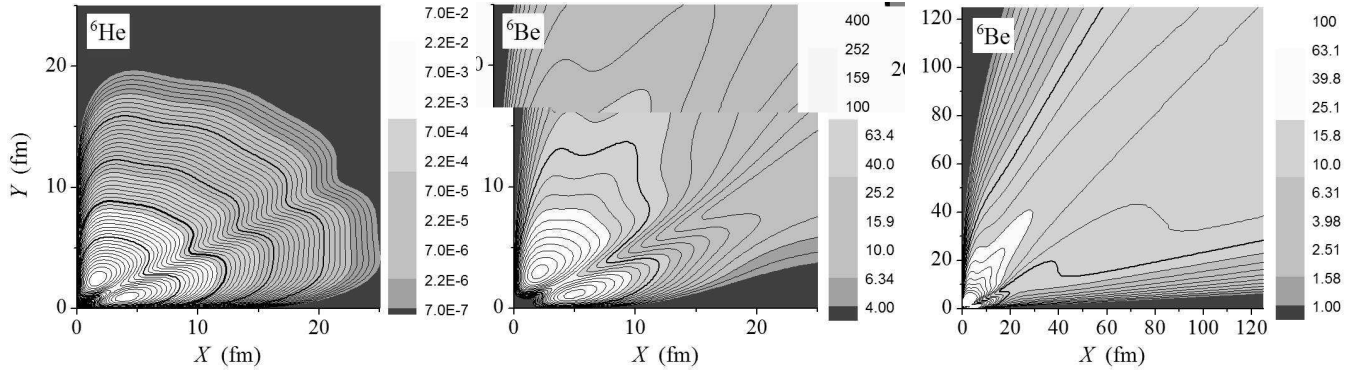 ⁶He
20
10
0
Y (fm)
0 10 20
X (fm)
7.0E-2
2.2E-2
7.0E-3
2.2E-3
7.0E-4
2.2E-4
7.0E-5
2.2E-5
7.0E-6
2.2E-6
7.0E-7
⁶Be
0
10
0
0 10 20
X (fm)
400
252
159
100
63.4
40.0
25.2
15.9
10.0
6.34
4.00
⁶Be
120
100
80
60
40
20
0
0 20 40 60 80 100 120
X (fm)
100
63.1
39.8
25.1
15.8
10.0
6.31
3.98
2.51
1.58
1.00